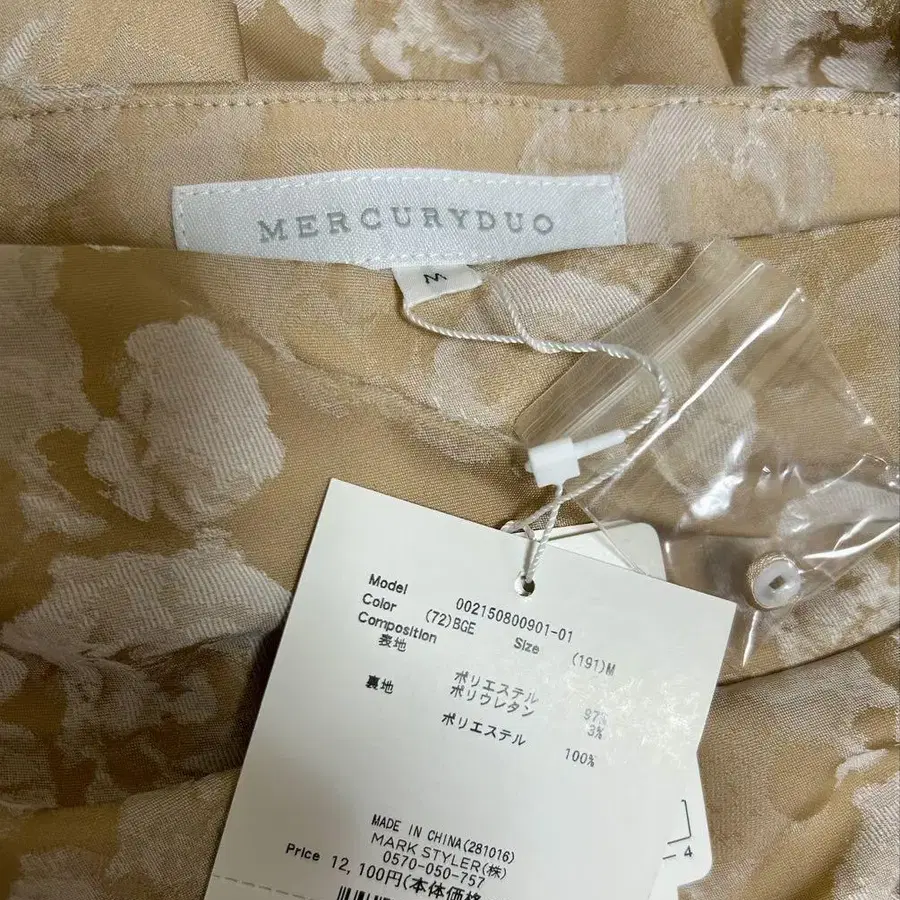 MERCURYDUO
M
Model 002150800901-01
Color (72)BGE Size (191)M
Composition
表地 ポリエステル 97%
ポリウレタン 3%
裏地 ポリエステル 100%
MADE IN CHINA(281016)
MARK STYLER(株)
0570-050-757
Price 12,100円(本体価格
4